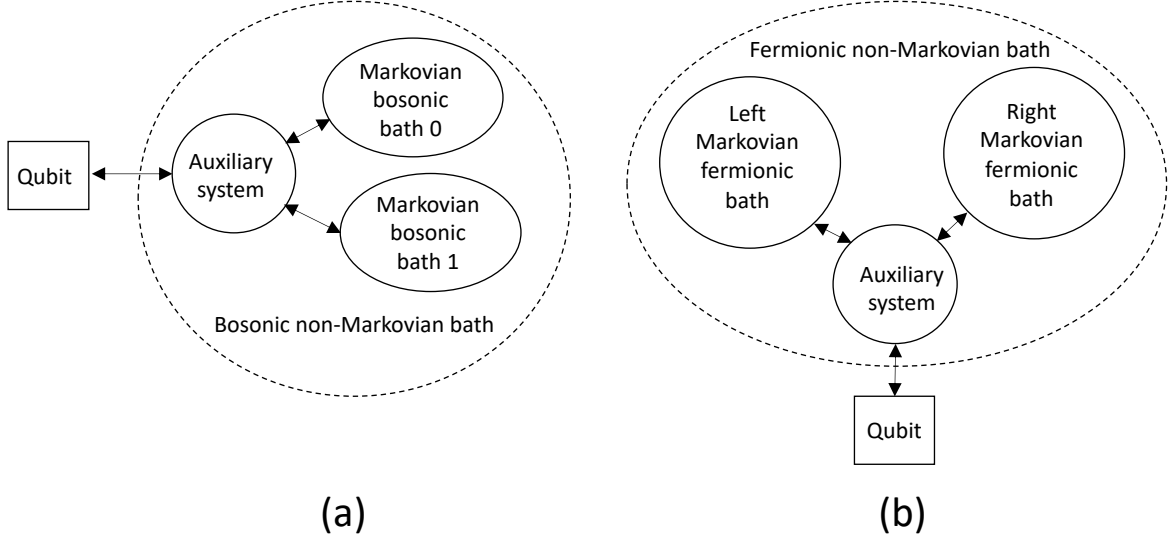 Qubit
Auxiliary
system
Markovian
bosonic
bath 0
Markovian
bosonic
bath 1
Bosonic non-Markovian bath
(a)
Fermionic non-Markovian bath
Left
Markovian
fermionic
bath
Right
Markovian
fermionic
bath
Auxiliary
system
Qubit
(b)